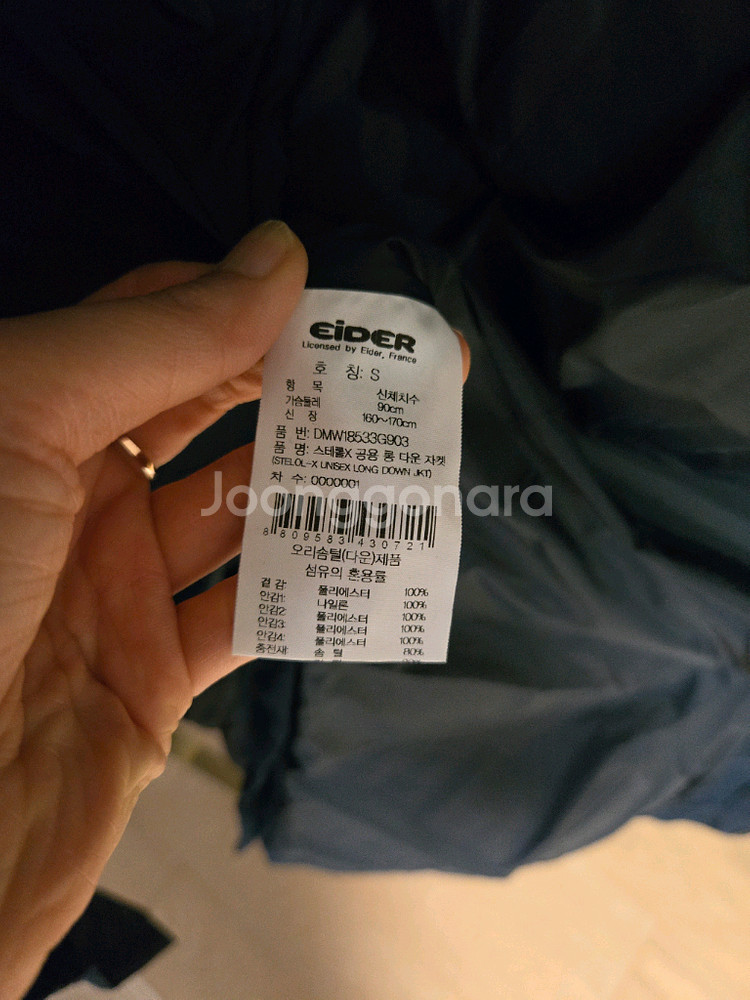 EiDER
Licensed by Eider, France
호 칭: S
항 목 신체치수
가슴둘레 90cm
신 장 160~170cm
품 번: DMW18533G903
품 명: 스테롤X 공용 롱 다운 자켓
(STELOL-X UNISEX LONG DOWN JKT)
차 수: 0000001
Joonggonara
8 809583 430721
오리솜털(다운)제품
섬유의 혼용률
겉감: 폴리에스터 100%
안감1: 나일론 100%
안감2: 폴리에스터 100%
안감3: 폴리에스터 100%
안감4: 폴리에스터 100%
충전재: 솜 털 80%